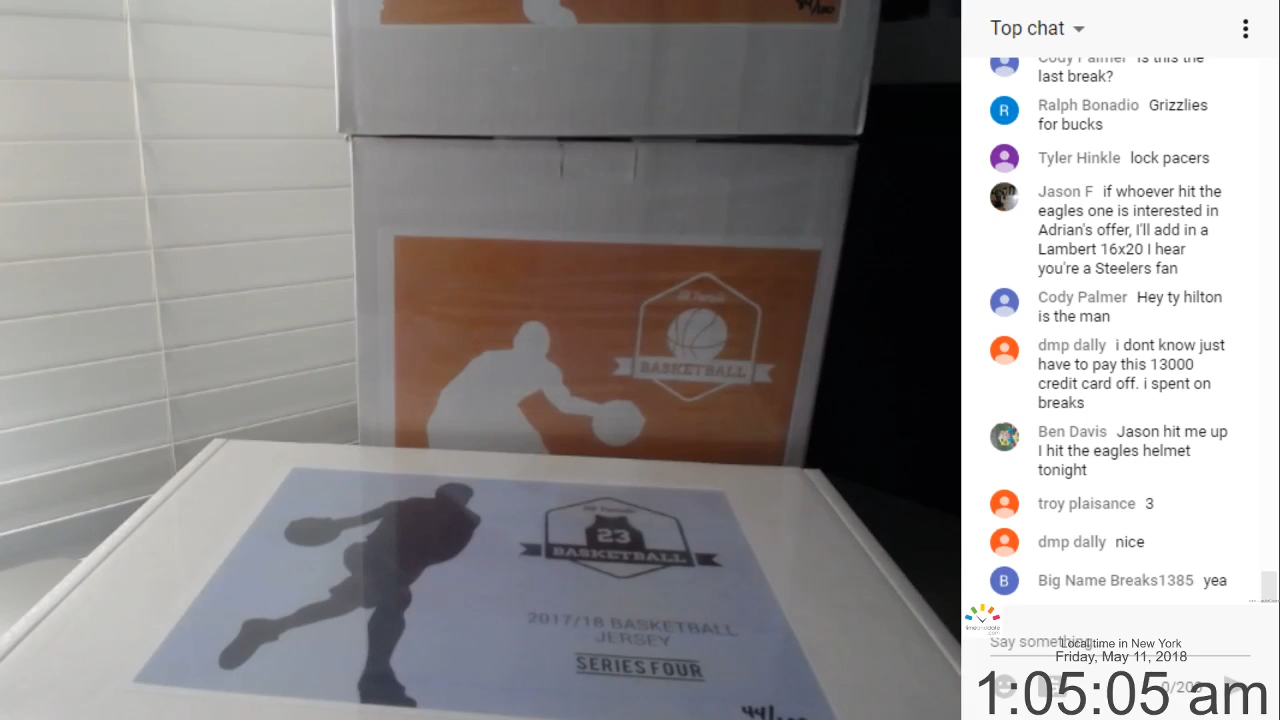 BASKETBALL
23
BASKETBALL
2017/18 BASKETBALL
JERSEY
SERIES FOUR
Top chat
Cody Palmer is this the
last break?
Ralph Bonadio Grizzlies
for bucks
Tyler Hinkle lock pacers
Jason F if whoever hit the
eagles one is interested in
Adrian's offer, I'll add in a
Lambert 16x20 I hear
you're a Steelers fan
Cody Palmer Hey ty hilton
is the man
dmp dally i dont know just
have to pay this 13000
credit card off. i spent on
breaks
Ben Davis Jason hit me up
I hit the eagles helmet
tonight
troy plaisance 3
dmp dally nice
Big Name Breaks1385 yea
Say something...
Local time in New York
Friday, May 11, 2018
0/200
1:05:05 am